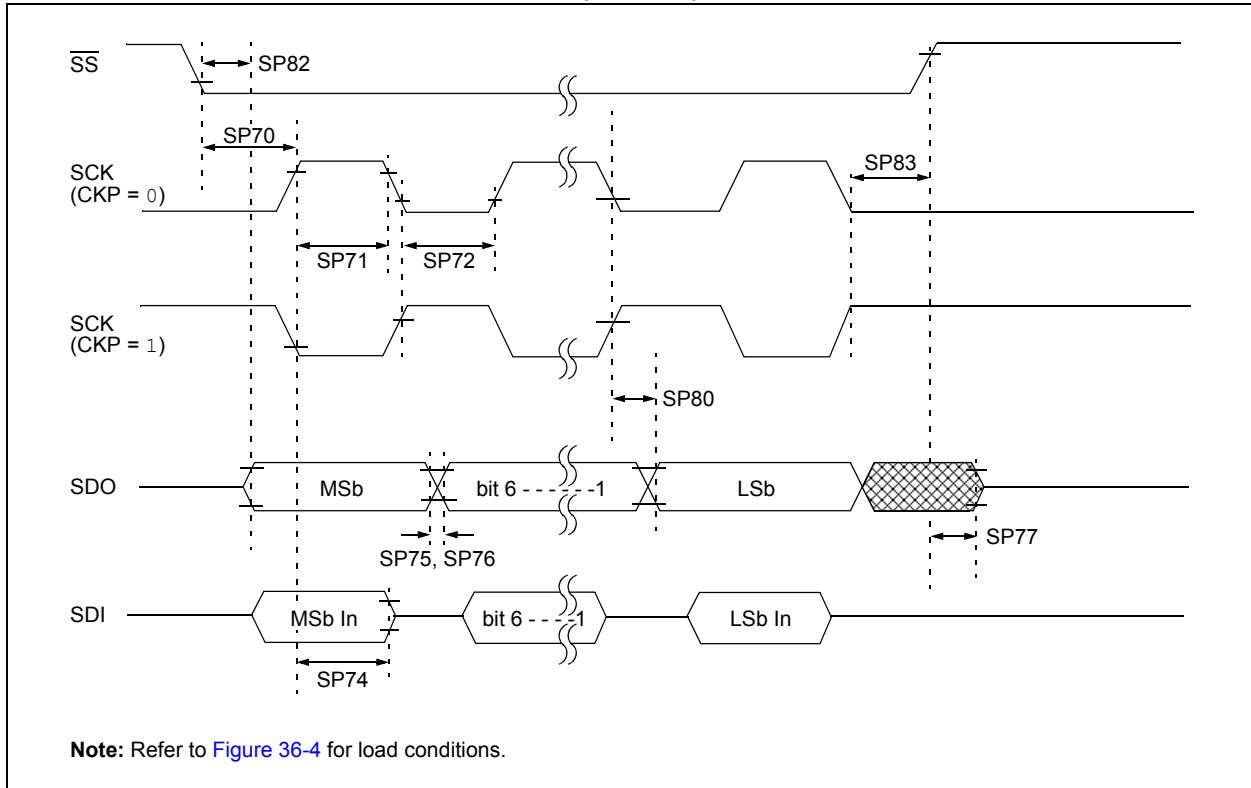 SS
SP82
SP70
SCK
(CKP = 0)
SP83
SP71
SP72
SCK
(CKP = 1)
SP80
SDO
MSb
bit 6 - - - - - -1
LSb
SP75, SP76
SP77
SDI
MSb In
bit 6 - - - -1
LSb In
SP74
Note: Refer to Figure 36-4 for load conditions.